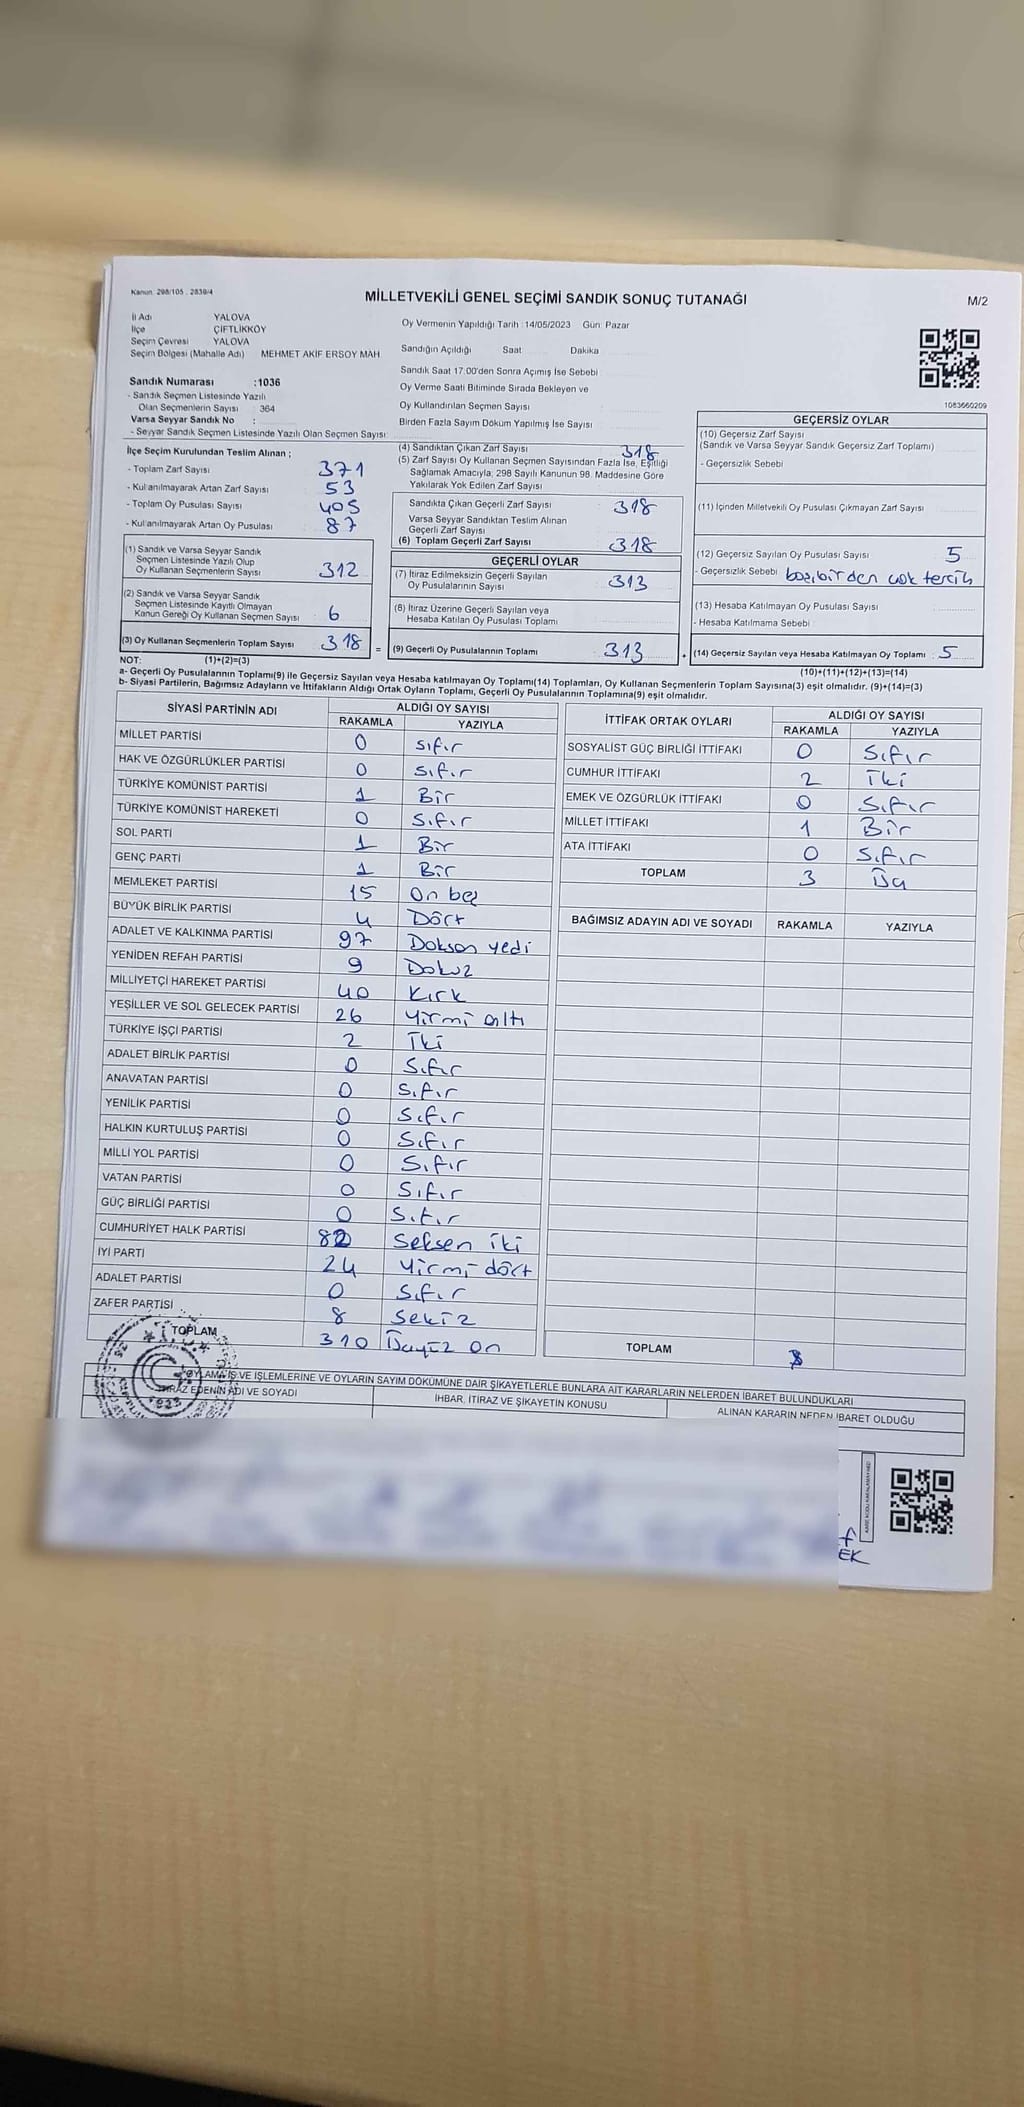 Kanun: 298/105 . 2839/4
MİLLETVEKİLİ GENEL SEÇİMİ SANDIK SONUÇ TUTANAĞI
M/2
İl Adı YALOVA
İlçe ÇİFTLİKKÖY
Seçim Çevresi YALOVA
Seçim Bölgesi (Mahalle Adı) MEHMET AKİF ERSOY MAH
Sandık Numarası :1036
- Sandık Seçmen Listesinde Yazılı
Olan Seçmenlerin Sayısı : 364
Varsa Seyyar Sandık No :
- Seyyar Sandık Seçmen Listesinde Yazılı Olan Seçmen Sayısı:
Oy Vermenin Yapıldığı Tarih :14/05/2023 Gün: Pazar
Sandığın Açıldığı Saat Dakika
Sandık Saat 17:00'den Sonra Açımış İse Sebebi
Oy Verme Saati Bitiminde Sırada Bekleyen ve
Oy Kullandırılan Seçmen Sayısı
Birden Fazla Sayım Döküm Yapılmış İse Sayısı
1083660209
İlçe Seçim Kurulundan Teslim Alınan ;
- Toplam Zarf Sayısı 371
- Kullanılmayarak Artan Zarf Sayısı 53
- Toplam Oy Pusulası Sayısı 405
- Kullanılmayarak Artan Oy Pusulası 87
(1) Sandık ve Varsa Seyyar Sandık
Seçmen Listesinde Yazılı Olup
Oy Kullanan Seçmenlerin Sayısı 312
(2) Sandık ve Varsa Seyyar Sandık
Seçmen Listesinde Kayıtlı Olmayan
Kanun Gereği Oy Kullanan Seçmen Sayısı 6
(3) Oy Kullanan Seçmenlerin Toplam Sayısı 318 =
(1)+(2)=(3)
(4) Sandıktan Çıkan Zarf Sayısı 318
(5) Zarf Sayısı Oy Kullanan Seçmen Sayısından Fazla İse, Eşitliği
Sağlamak Amacıyla, 298 Sayılı Kanunun 98. Maddesine Göre
Yakılarak Yok Edilen Zarf Sayısı
Sandıkta Çıkan Geçerli Zarf Sayısı 318
Varsa Seyyar Sandıktan Teslim Alınan
Geçerli Zarf Sayısı
(6) Toplam Geçerli Zarf Sayısı 318
GEÇERLİ OYLAR
(7) İtiraz Edilmeksizin Geçerli Sayılan
Oy Pusulalarının Sayısı 313
(8) İtiraz Üzerine Geçerli Sayılan veya
Hesaba Katılan Oy Pusulası Toplamı
(9) Geçerli Oy Pusulalarının Toplamı 313
GEÇERSİZ OYLAR
(10) Geçersiz Zarf Sayısı
(Sandık ve Varsa Seyyar Sandık Geçersiz Zarf Toplamı)
- Geçersizlik Sebebi
(11) İçinden Milletvekili Oy Pusulası Çıkmayan Zarf Sayısı
(12) Geçersiz Sayılan Oy Pusulası Sayısı 5
- Geçersizlik Sebebi çok tercih
(13) Hesaba Katılmayan Oy Pusulası Sayısı
- Hesaba Katılmama Sebebi
(14) Geçersiz Sayılan veya Hesaba Katılmayan Oy Toplamı : 5
(10)+(11)+(12)+(13)=(14)
NOT:
a- Geçerli Oy Pusulalarının Toplamı(9) ile Geçersiz Sayılan veya Hesaba katılmayan Oy Toplamı(14) Toplamları, Oy Kullanan Seçmenlerin Toplam Sayısına(3) eşit olmalıdır. (9)+(14)=(3)
b- Siyasi Partilerin, Bağımsız Adayların ve İttifakların Aldığı Ortak Oyların Toplamı, Geçerli Oy Pusulalarının Toplamına(9) eşit olmalıdır.
SİYASİ PARTİNİN ADI ALDIĞI OY SAYISI
RAKAMLA YAZIYLA
MİLLET PARTİSİ 0 sıfır
HAK VE ÖZGÜRLÜKLER PARTİSİ 0 sıfır
TÜRKİYE KOMÜNİST PARTİSİ 1 Bir
TÜRKİYE KOMÜNİST HAREKETİ 0 Sıfır
SOL PARTİ 1 Bir
GENÇ PARTİ 1 Bir
MEMLEKET PARTİSİ 15 On beş
BÜYÜK BİRLİK PARTİSİ 4 Dört
ADALET VE KALKINMA PARTİSİ 97 Doksan yedi
YENİDEN REFAH PARTİSİ 9 Dokuz
MİLLİYETÇİ HAREKET PARTİSİ 40 Kırk
YEŞİLLER VE SOL GELECEK PARTİSİ 26 Yirmi altı
TÜRKİYE İŞÇİ PARTİSİ 2 İki
ADALET BİRLİK PARTİSİ 0 Sıfır
ANAVATAN PARTİSİ 0 Sıfır
YENİLİK PARTİSİ 0 Sıfır
HALKIN KURTULUŞ PARTİSİ 0 Sıfır
MİLLİ YOL PARTİSİ 0 Sıfır
VATAN PARTİSİ 0 Sıfır
GÜÇ BİRLİĞİ PARTİSİ 0 Sıfır
CUMHURİYET HALK PARTİSİ 82 Seksen iki
İYİ PARTİ 24 Yirmi dört
ADALET PARTİSİ 0 Sıfır
ZAFER PARTİSİ 8 Sekiz
TOPLAM 310 Üçyüz on
İTTİFAK ORTAK OYLARI ALDIĞI OY SAYISI
RAKAMLA YAZIYLA
SOSYALİST GÜÇ BİRLİĞİ İTTİFAKI 0 Sıfır
CUMHUR İTTİFAKI 2 İki
EMEK VE ÖZGÜRLÜK İTTİFAKI 0 Sıfır
MİLLET İTTİFAKI 1 Bir
ATA İTTİFAKI 0 Sıfır
TOPLAM 3 Üç
BAĞIMSIZ ADAYIN ADI VE SOYADI RAKAMLA YAZIYLA
TOPLAM
OYLAMA İŞ VE İŞLEMLERİNE VE OYLARIN SAYIM DÖKÜMÜNE DAİR ŞİKAYETLERLE BUNLARA AİT KARARLARIN NELERDEN İBARET BULUNDUKLARI
İTİRAZ EDENİN ADI VE SOYADI
İHBAR, İTİRAZ VE ŞİKAYETİN KONUSU
ALINAN KARARIN NEDEN İBARET OLDUĞU
EK